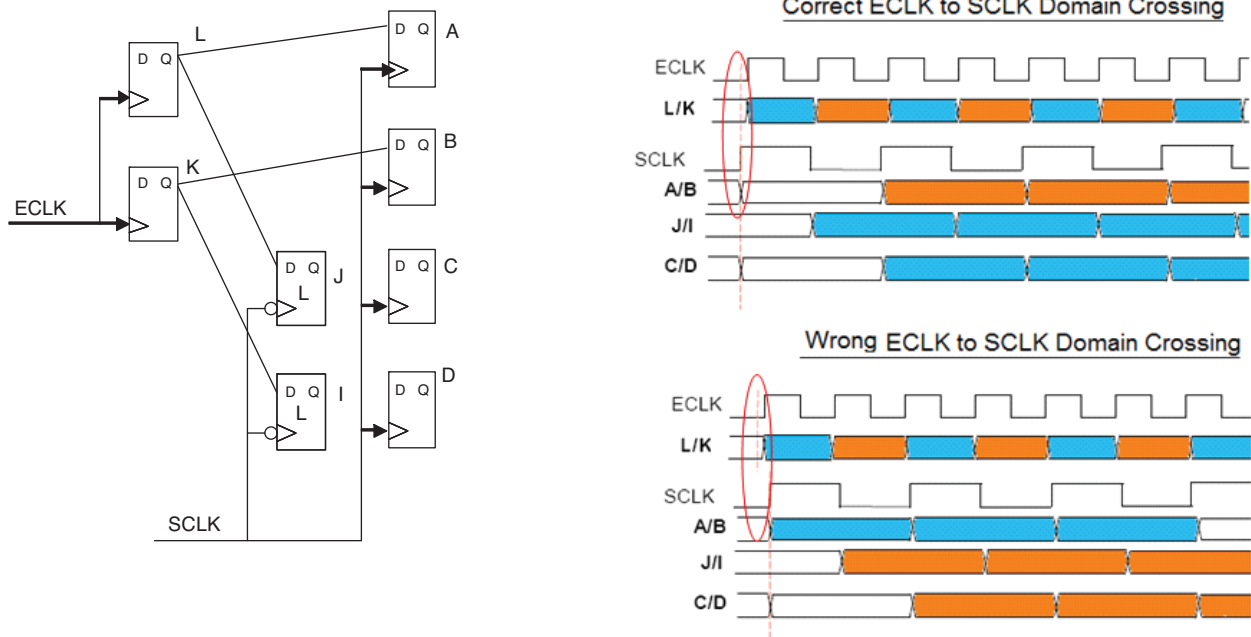 L
D Q
D Q
A
K
D Q
D Q
B
ECLK
D Q
L
J
D Q
C
D Q
L
I
D Q
D
SCLK
Correct ECLK to SCLK Domain Crossing
ECLK
L/K
SCLK
A/B
J/I
C/D
Wrong ECLK to SCLK Domain Crossing
ECLK
L/K
SCLK
A/B
J/I
C/D